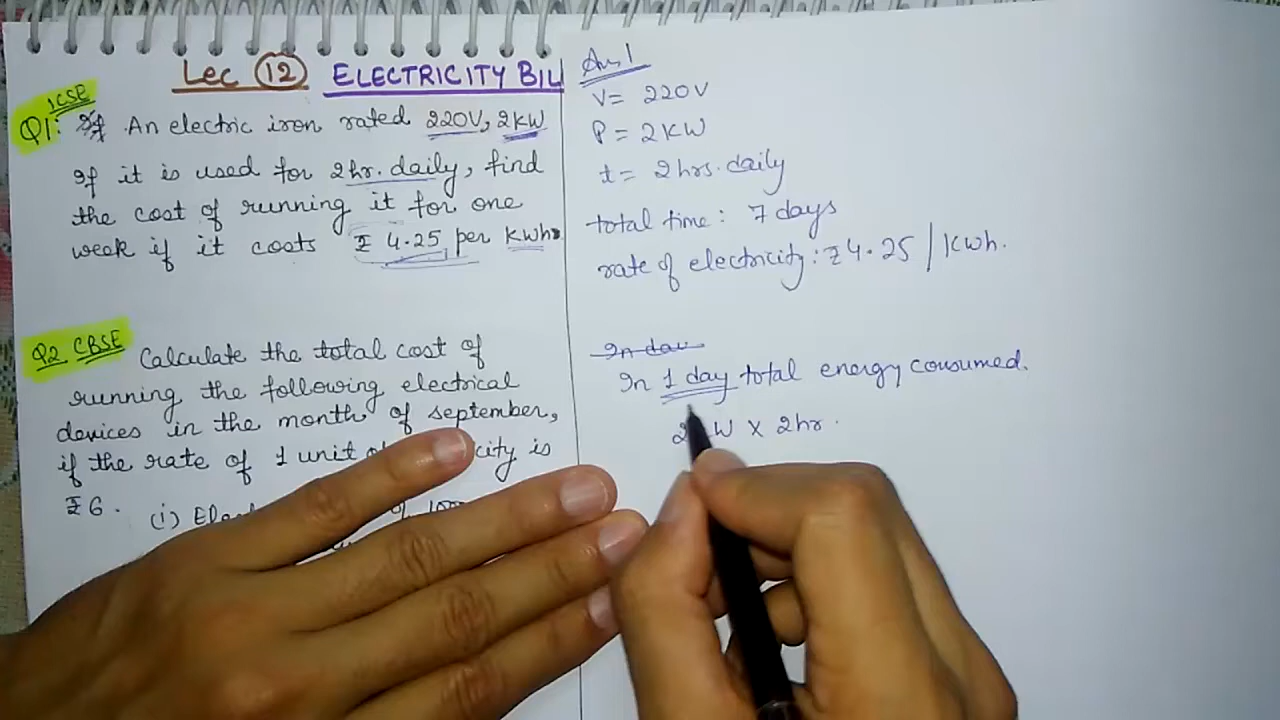 Lec 12 ELECTRICITY BIL
ICSE
Q1: An electric iron rated 220V, 2KW
If it is used for 2hr. daily, find
the cost of running it for one
week if it costs ₹ 4.25 per KWh.
Q2 CBSE Calculate the total cost of
running the following electrical
devices in the month of september,
if the rate of 1 unit of is
₹ 6.
(i) of
Ans 1
V= 220V
P = 2KW
t = 2hrs. daily
total time: 7 days
rate of electricity: ₹ 4.25 / Kwh.
In 1 day total energy consumed.
2 W x 2hr.